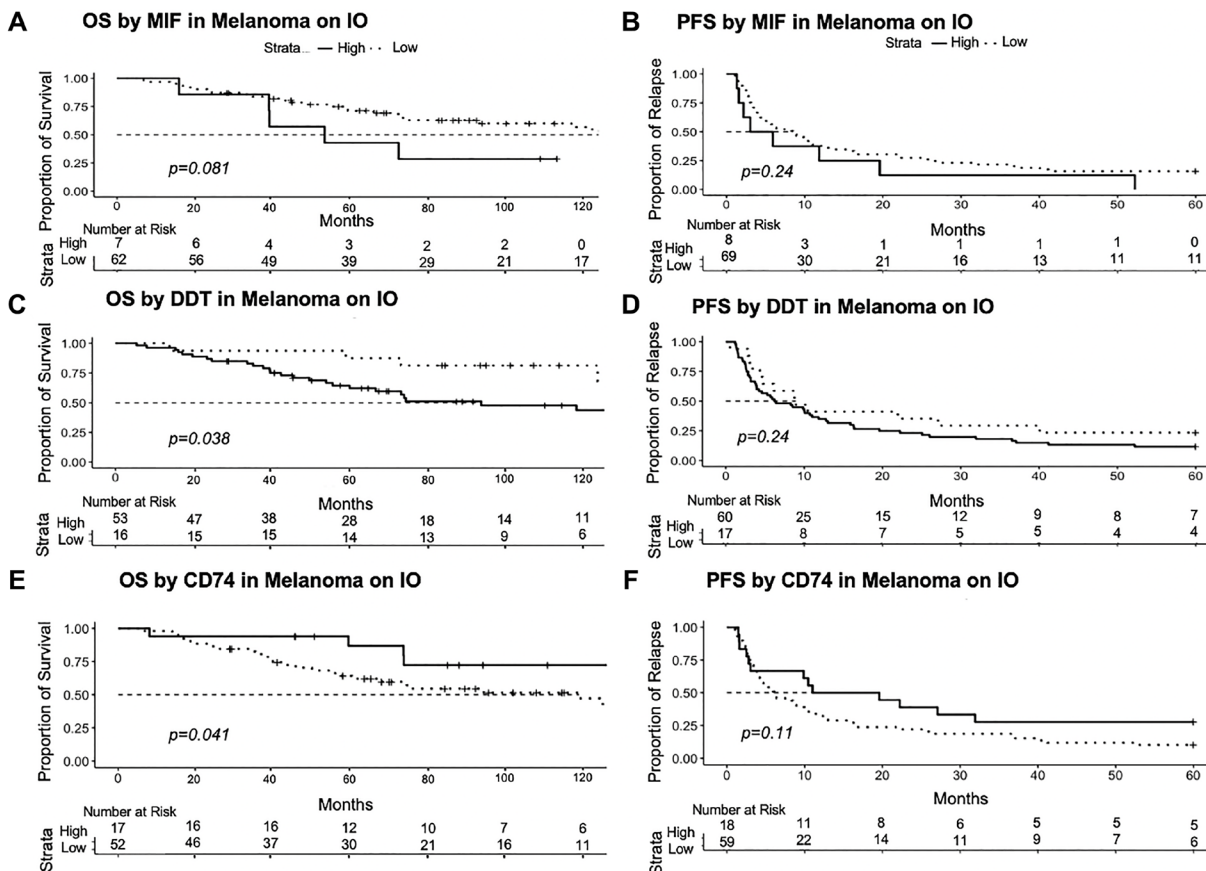 A
OS by MIF in Melanoma on IO
Strata High Low
Proportion of Survival
1.00
0.75
0.50
0.25
0.00
p=0.081
0 20 40 60 80 100 120
Months
Number at Risk
Strata
High 7 6 4 3 2 2 0
Low 62 56 49 39 29 21 17
B
PFS by MIF in Melanoma on IO
Strata High Low
Proportion of Relapse
1.00
0.75
0.50
0.25
0.00
p=0.24
0 10 20 30 40 50 60
Months
Number at Risk
Strata
High 8 3 1 1 1 1 0
Low 69 30 21 16 13 11 11
C
OS by DDT in Melanoma on IO
Proportion of Survival
1.00
0.75
0.50
0.25
0.00
p=0.038
0 20 40 60 80 100 120
Months
Number at Risk
Strata
High 53 47 38 28 18 14 11
Low 16 15 15 14 13 9 6
D
PFS by DDT in Melanoma on IO
Proportion of Relapse
1.00
0.75
0.50
0.25
0.00
p=0.24
0 10 20 30 40 50 60
Months
Number at Risk
Strata
High 60 25 15 12 9 8 7
Low 17 8 7 5 5 4 4
E
OS by CD74 in Melanoma on IO
Proportion of Survival
1.00
0.75
0.50
0.25
0.00
p=0.041
0 20 40 60 80 100 120
Months
Number at Risk
Strata
High 17 16 16 12 10 7 6
Low 52 46 37 30 21 16 11
F
PFS by CD74 in Melanoma on IO
Proportion of Relapse
1.00
0.75
0.50
0.25
0.00
p=0.11
0 10 20 30 40 50 60
Months
Number at Risk
Strata
High 18 11 8 6 5 5 5
Low 59 22 14 11 9 7 6